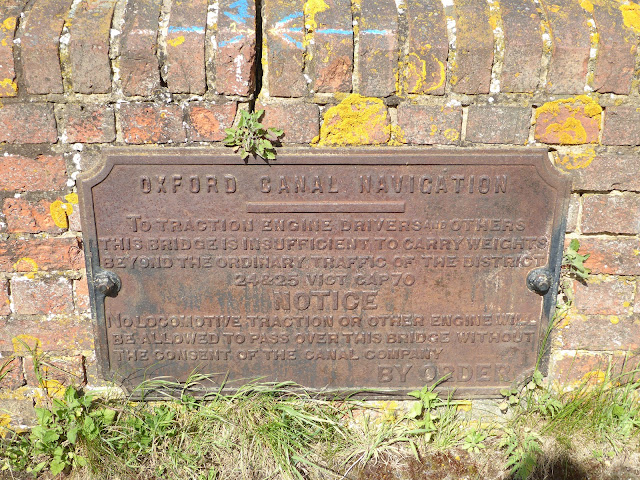 OXFORD CANAL NAVIGATION
TO TRACTION ENGINE DRIVERS AND OTHERS
THIS BRIDGE IS INSUFFICIENT TO CARRY WEIGHTS
BEYOND THE ORDINARY TRAFFIC OF THE DISTRICT
24 & 25 VICT CAP 70
NOTICE
NO LOCOMOTIVE TRACTION OR OTHER ENGINE WILL
BE ALLOWED TO PASS OVER THIS BRIDGE WITHOUT
THE CONSENT OF THE CANAL COMPANY
BY ORDER